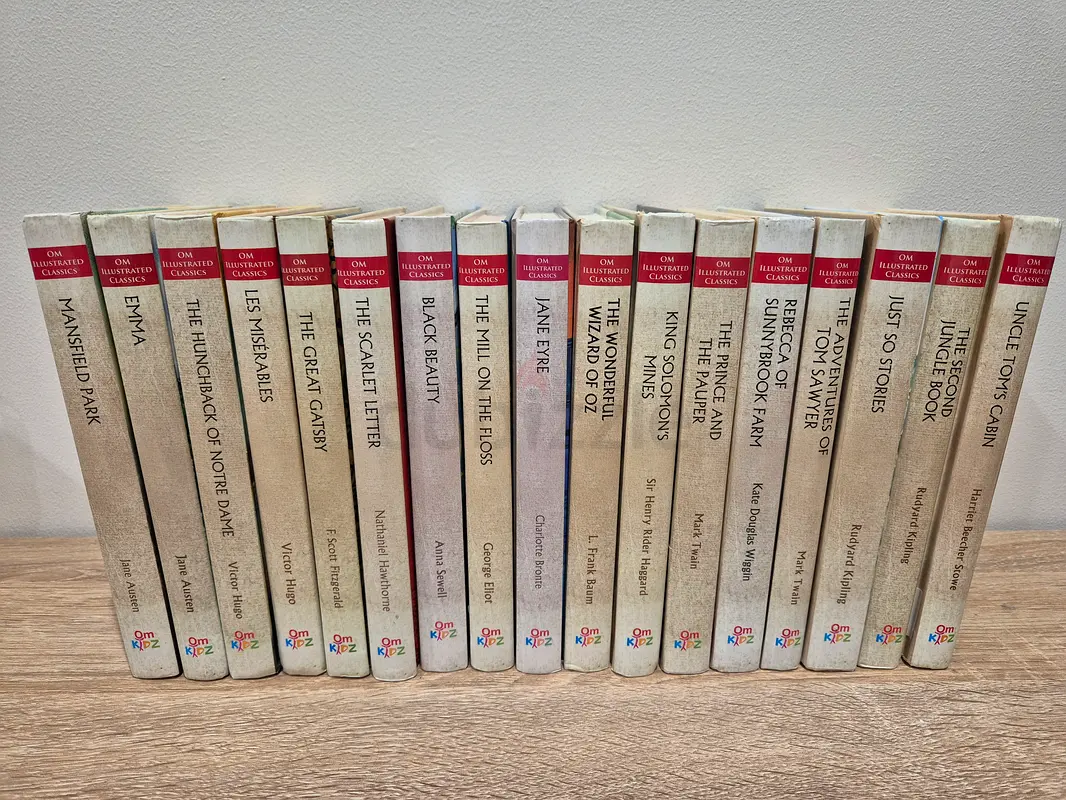 OM
ILLUSTRATED
CLASSICS
MANSFIELD PARK
Jane Austen
Om
KIDZ
OM
ILLUSTRATED
CLASSICS
EMMA
Jane Austen
Om
KIDZ
OM
ILLUSTRATED
CLASSICS
THE HUNCHBACK OF NOTRE DAME
Victor Hugo
Om
KIDZ
OM
ILLUSTRATED
CLASSICS
LES MISÉRABLES
Victor Hugo
Om
KIDZ
OM
ILLUSTRATED
CLASSICS
THE GREAT GATSBY
F. Scott Fitzgerald
Om
KIDZ
OM
ILLUSTRATED
CLASSICS
THE SCARLET LETTER
Nathaniel Hawthorne
Om
KIDZ
OM
ILLUSTRATED
CLASSICS
BLACK BEAUTY
Anna Sewell
Om
KIDZ
OM
ILLUSTRATED
CLASSICS
THE MILL ON THE FLOSS
George Eliot
Om
KIDZ
OM
ILLUSTRATED
CLASSICS
JANE EYRE
Charlotte Bronte
Om
KIDZ
OM
ILLUSTRATED
CLASSICS
THE WONDERFUL
WIZARD OF OZ
L. Frank Baum
Om
KIDZ
OM
ILLUSTRATED
CLASSICS
KING SOLOMON'S
MINES
Sir Henry Rider Haggard
Om
KIDZ
OM
ILLUSTRATED
CLASSICS
THE PRINCE AND
THE PAUPER
Mark Twain
Om
KIDZ
OM
ILLUSTRATED
CLASSICS
REBECCA OF
SUNNYBROOK FARM
Kate Douglas Wiggin
Om
KIDZ
OM
ILLUSTRATED
CLASSICS
THE ADVENTURES OF
TOM SAWYER
Mark Twain
Om
KIDZ
OM
ILLUSTRATED
CLASSICS
JUST SO STORIES
Rudyard Kipling
Om
KIDZ
OM
ILLUSTRATED
CLASSICS
THE SECOND
JUNGLE BOOK
Rudyard Kipling
Om
KIDZ
OM
ILLUSTRATED
CLASSICS
UNCLE TOM'S CABIN
Harrier Beecher Stowe
Om
KIDZ